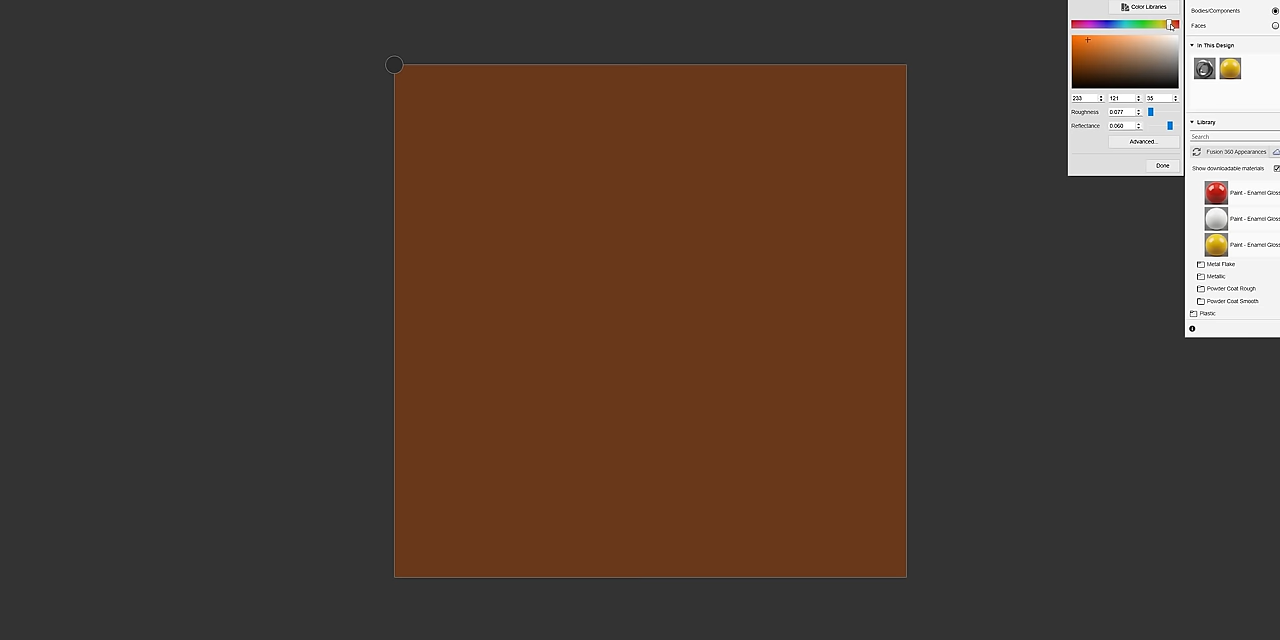 Color Libraries
233 121 35
Roughness 0.077
Reflectance 0.060
Advanced...
Done
Bodies/Components
Faces
In This Design
Library
Search
Fusion 360 Appearances
Show downloadable materials
Paint - Enamel Gloss
Paint - Enamel Gloss
Paint - Enamel Gloss
Metal Flake
Metallic
Powder Coat Rough
Powder Coat Smooth
Plastic